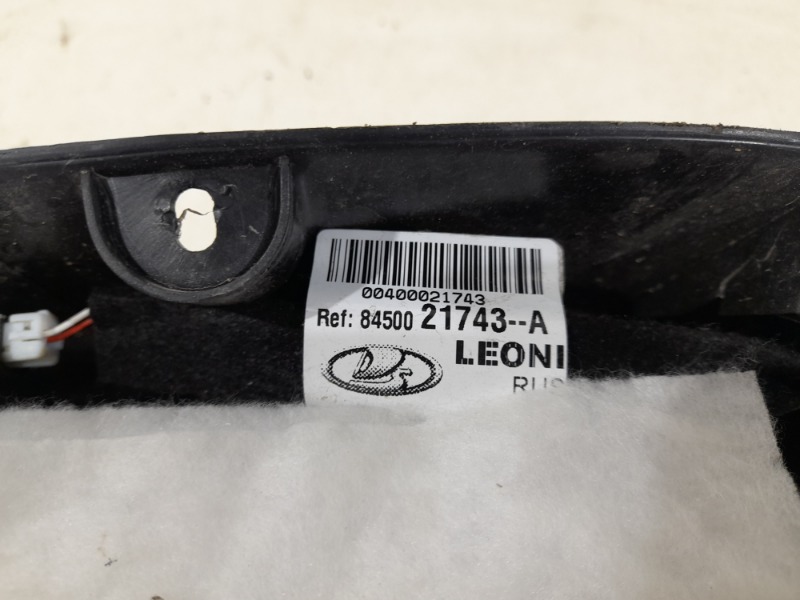 00400021743
Ref: 84500 21743--A
LEONI
RUS